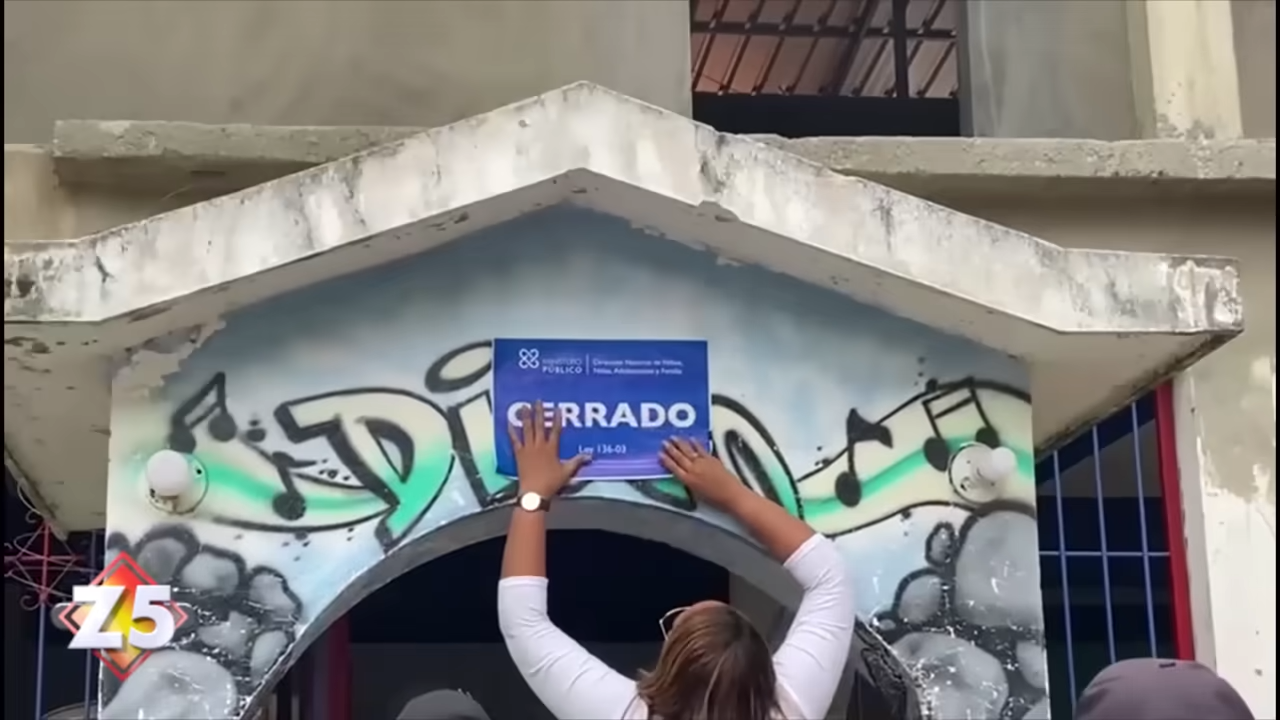 MINISTERIO
PÚBLICO
Dirección Nacional de Niños,
Niñas, Adolescentes y Familia
CERRADO
Ley 136-03
Z5